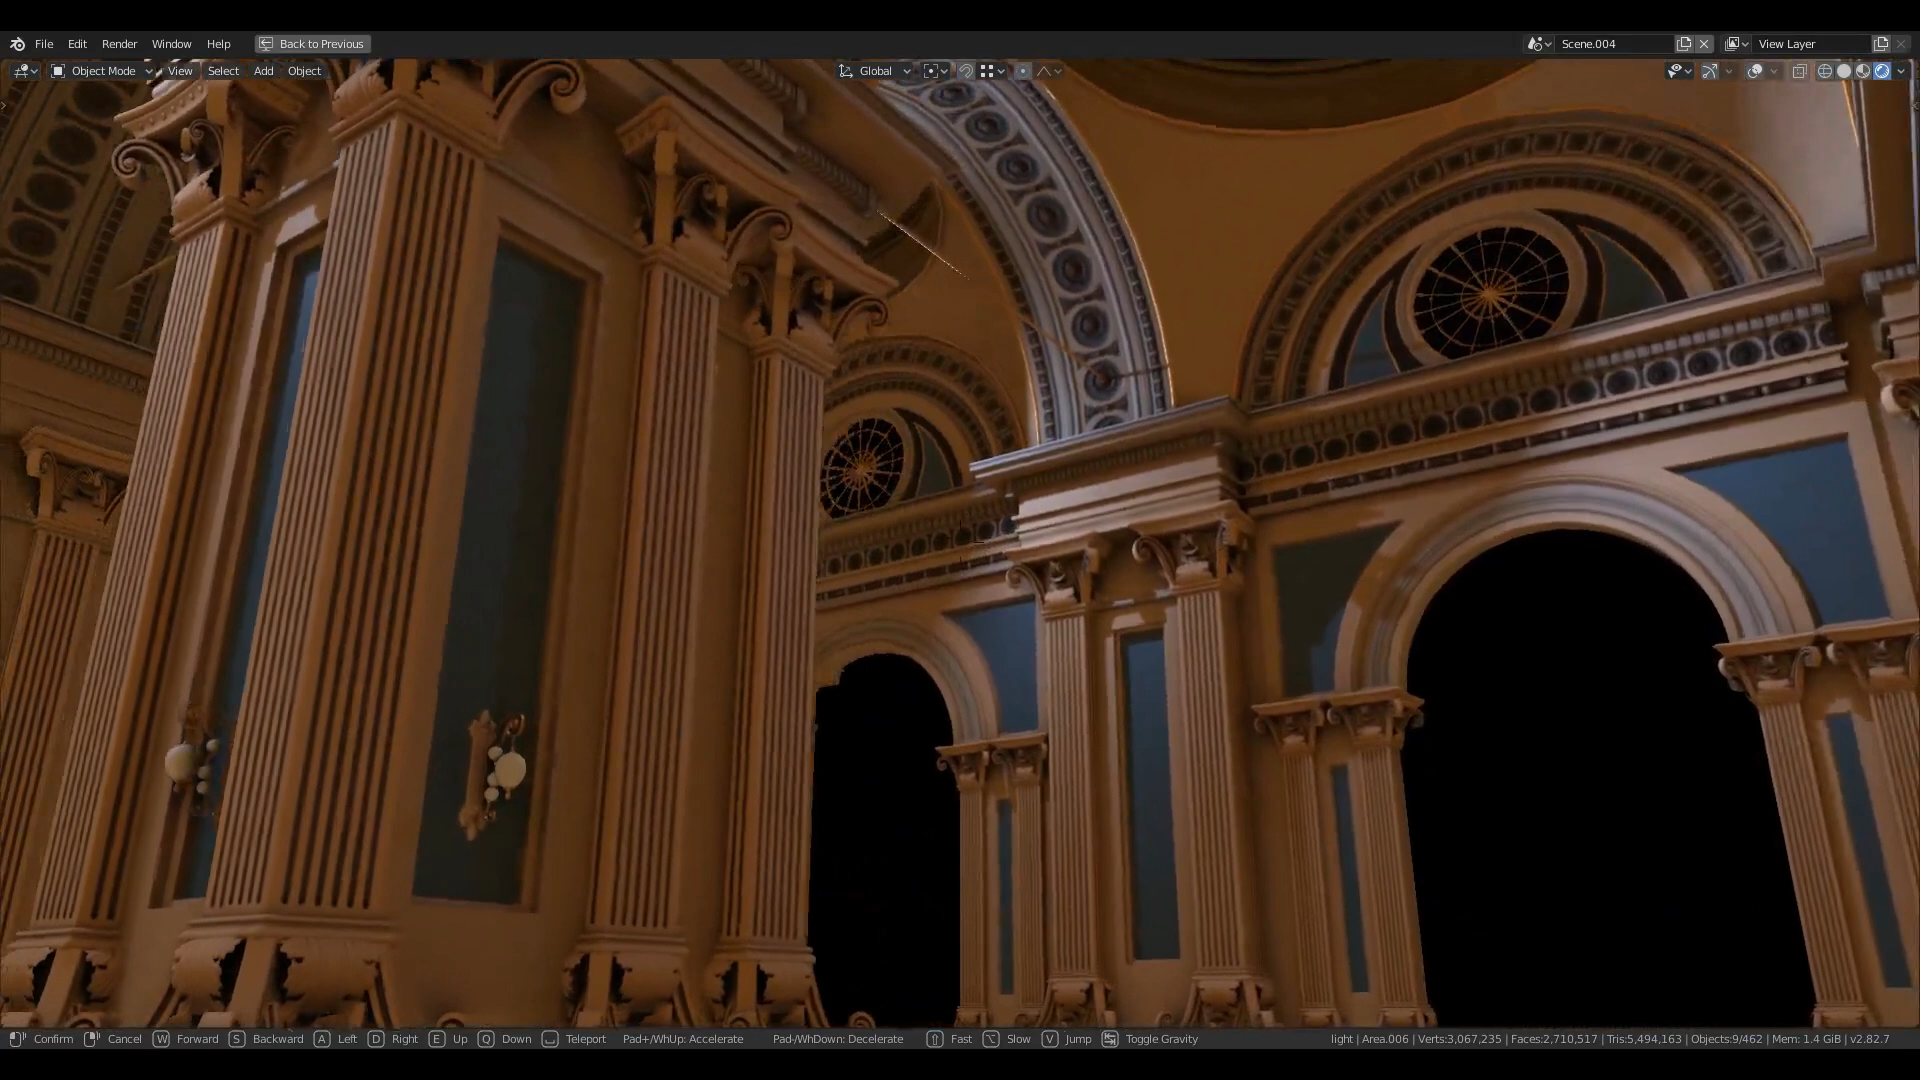 File Edit Render Window Help Back to Previous Scene.004 View Layer
Object Mode View Select Add Object Global
Confirm Cancel W Forward S Backward A Left D Right E Up Q Down Teleport Pad+/WhUp: Accelerate Pad-/WhDown: Decelerate Fast Slow V Jump Toggle Gravity light | Area.006 | Verts:3,067,235 | Faces:2,710,517 | Tris:5,494,163 | Objects:9/462 | Mem: 1.4 GiB | v2.82.7